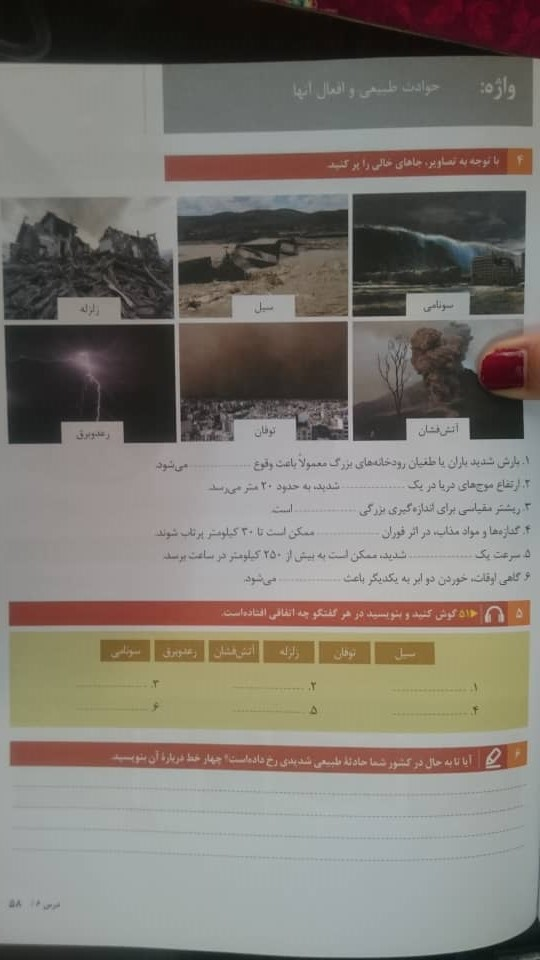 واژه: حوادث طبیعی و افعال آنها
۴ با توجه به تصاویر، جاهای خالی را پر کنید.
سونامی سیل زلزله
آتش‌فشان توفان رعدوبرق
۱. بارش شدید باران یا طغیان رودخانه‌های بزرگ معمولاً باعث وقوع .................... می‌شود.
۲. ارتفاع موج‌های دریا در یک .................... شدید، به حدود ۲۰ متر می‌رسد.
۳. ریشتر مقیاسی برای اندازه‌گیری بزرگی .................... است.
۴. گدازه‌ها و مواد مذاب، در اثر فوران .................... ممکن است تا ۳۰ کیلومتر پرتاب شوند.
۵. سرعت یک .................... شدید، ممکن است به بیش از ۲۵۰ کیلومتر در ساعت برسد.
۶. گاهی اوقات، خوردن دو ابر به یکدیگر باعث .................... می‌شود.
۵ ۵۱ گوش کنید و بنویسید در هر گفتگو چه اتفاقی افتاده‌است.
سیل توفان زلزله آتش‌فشان رعدوبرق سونامی
۱. .................... ۲. .................... ۳. ....................
۴. .................... ۵. .................... ۶. ....................
۶ آیا تا به حال در کشور شما حادثهٔ طبیعی شدیدی رخ داده‌است؟ چهار خط دربارهٔ آن بنویسید.
درس ۶ / ۵۸